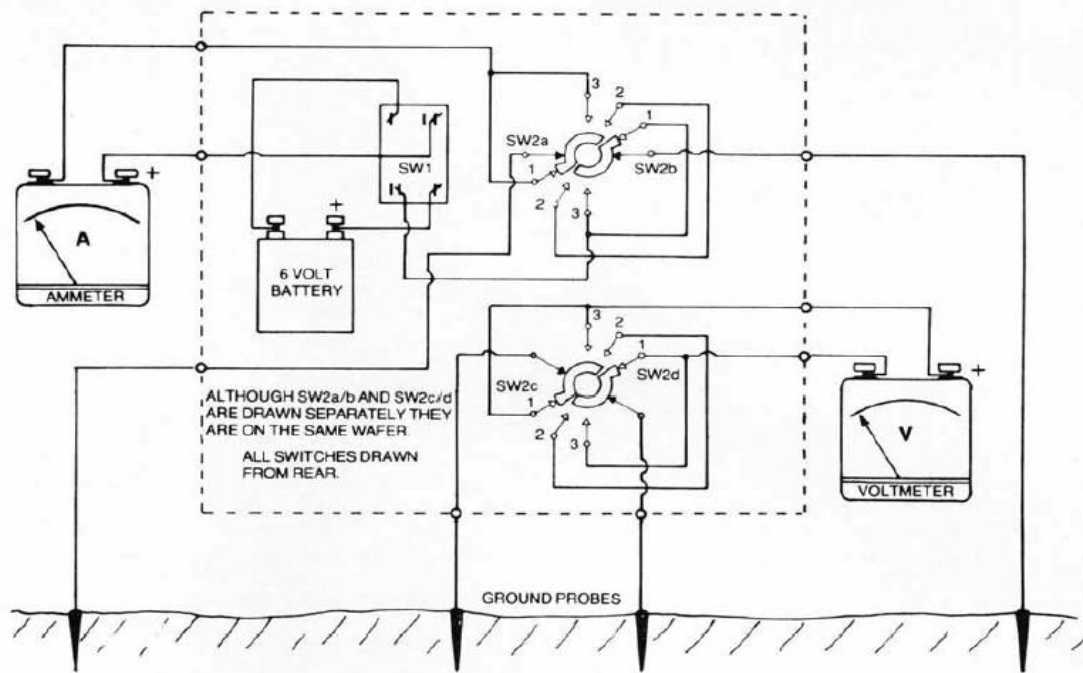 3
2
1
SW2a
SW1
SW2b
1
2
3
+
+
A
AMMETER
6 VOLT
BATTERY
3
2
1
SW2c
SW2d
1
2
3
ALTHOUGH SW2a/b AND SW2c/d
ARE DRAWN SEPARATELY THEY
ARE ON THE SAME WAFER
ALL SWITCHES DRAWN
FROM REAR.
+
V
VOLTMETER
GROUND PROBES